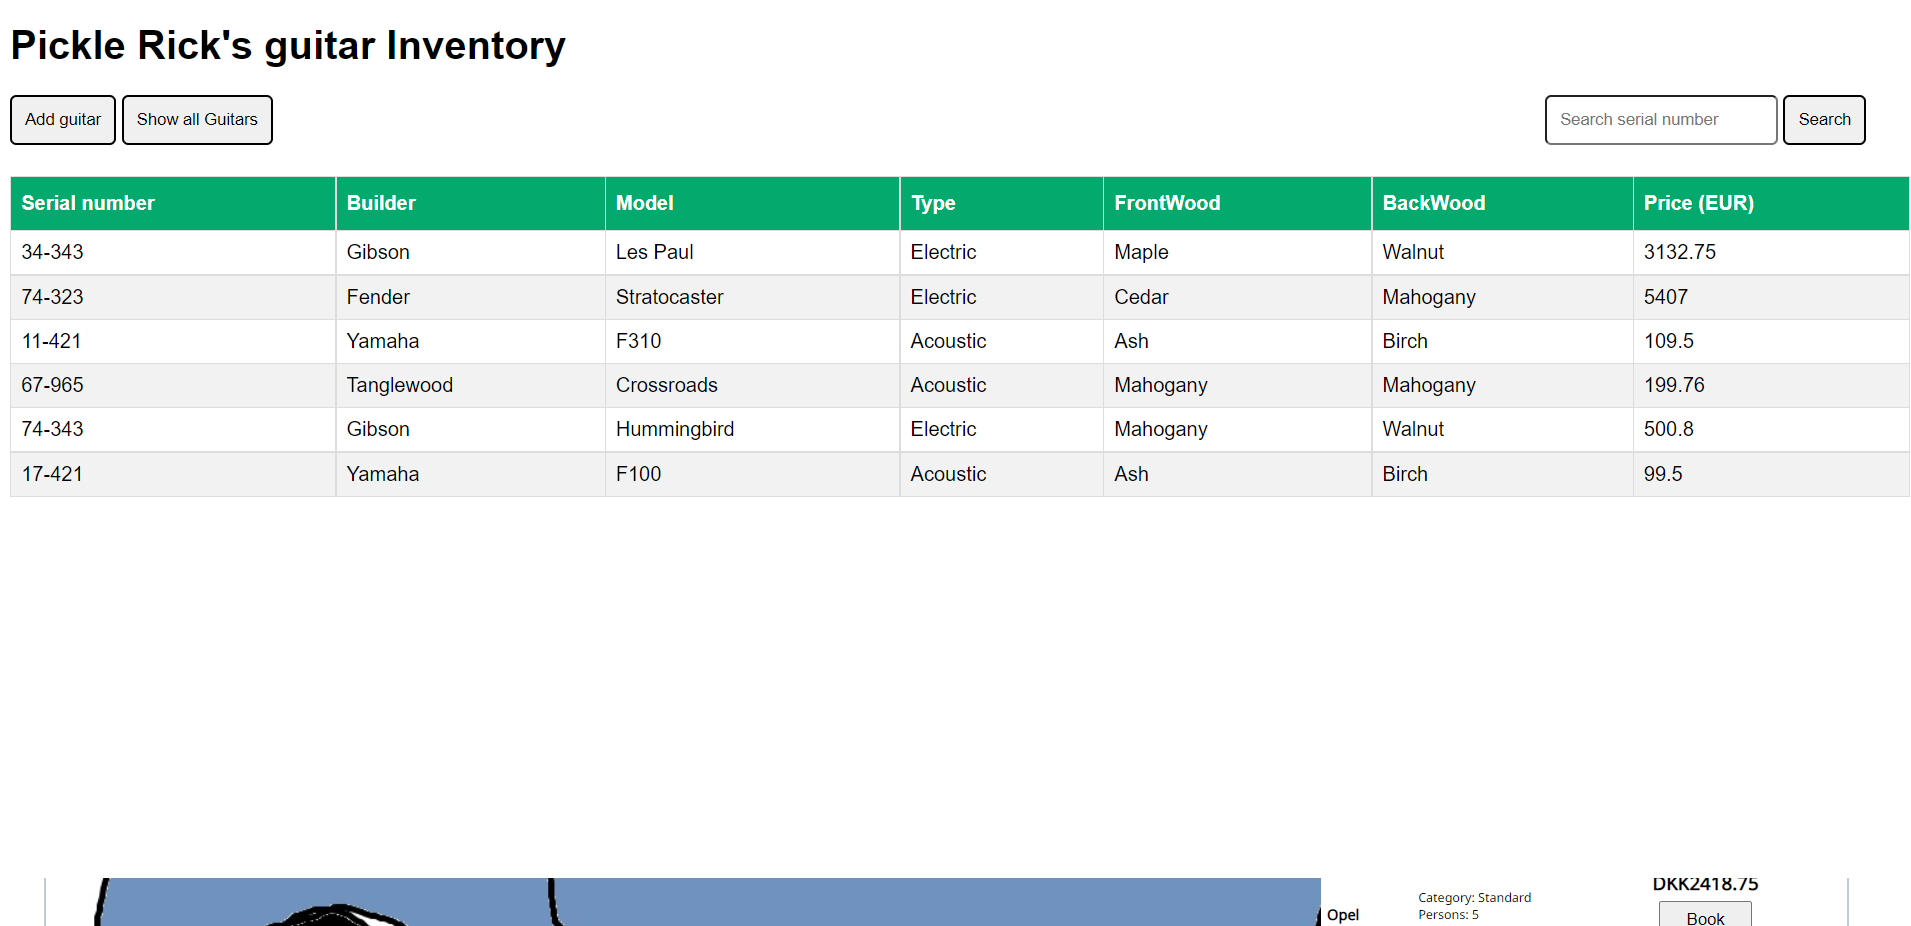 Pickle Rick's guitar Inventory
Add guitar Show all Guitars Search serial number Search
Serial number Builder Model Type FrontWood BackWood Price (EUR)
34-343 Gibson Les Paul Electric Maple Walnut 3132.75
74-323 Fender Stratocaster Electric Cedar Mahogany 5407
11-421 Yamaha F310 Acoustic Ash Birch 109.5
67-965 Tanglewood Crossroads Acoustic Mahogany Mahogany 199.76
74-343 Gibson Hummingbird Electric Mahogany Walnut 500.8
17-421 Yamaha F100 Acoustic Ash Birch 99.5
DKK2418.75
Category: Standard
Opel Persons: 5 Book